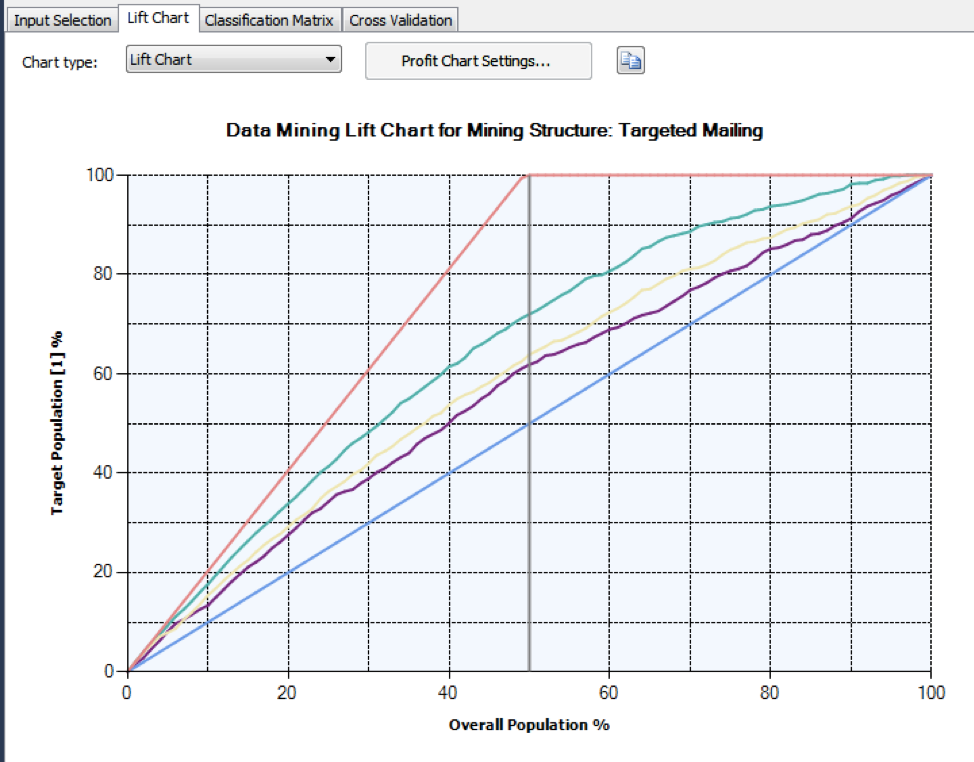 Input Selection Lift Chart Classification Matrix Cross Validation
Chart type: Lift Chart Profit Chart Settings...
Data Mining Lift Chart for Mining Structure: Targeted Mailing
100
80
60
40
20
0
Target Population [1] %
0 20 40 60 80 100
Overall Population %